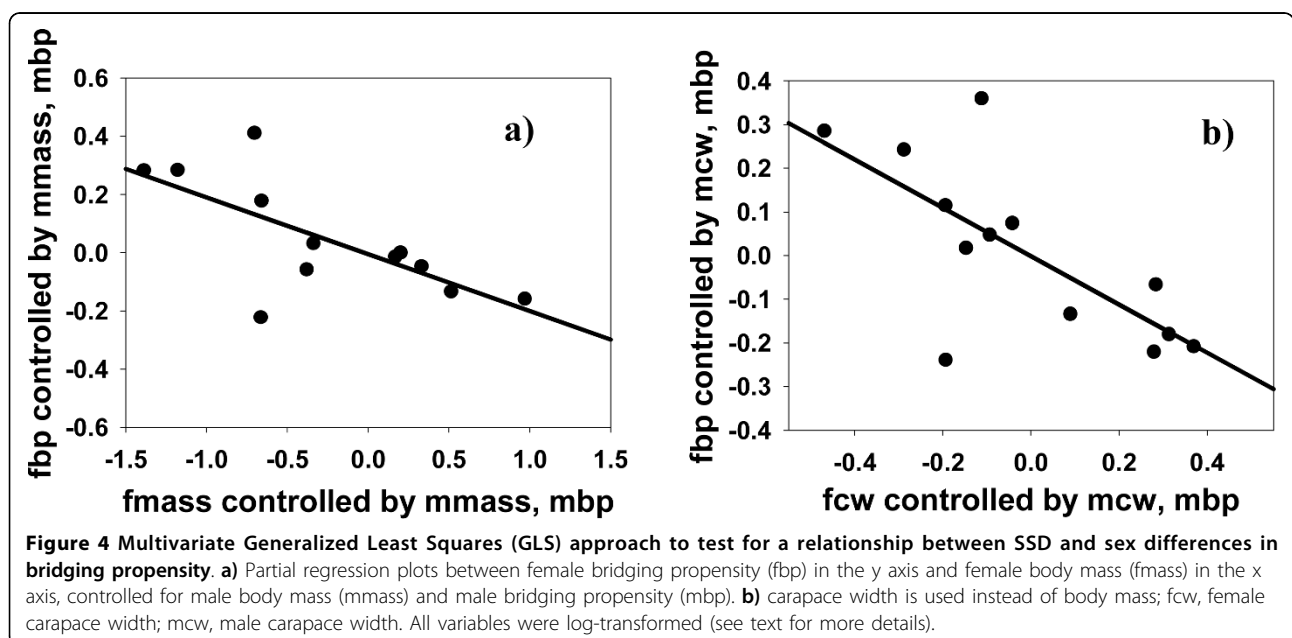 0.6
0.4
0.2
0.0
-0.2
-0.4
-0.6
-1.5 -1.0 -0.5 0.0 0.5 1.0 1.5
fbp controlled by mmass, mbp
fmass controlled by mmass, mbp
a)
0.4
0.3
0.2
0.1
0.0
-0.1
-0.2
-0.3
-0.4
-0.4 -0.2 0.0 0.2 0.4
fbp controlled by mcw, mbp
fcw controlled by mcw, mbp
b)
Figure 4 Multivariate Generalized Least Squares (GLS) approach to test for a relationship between SSD and sex differences in
bridging propensity. a) Partial regression plots between female bridging propensity (fbp) in the y axis and female body mass (fmass) in the x
axis, controlled for male body mass (mmass) and male bridging propensity (mbp). b) carapace width is used instead of body mass; fcw, female
carapace width; mcw, male carapace width. All variables were log-transformed (see text for more details).